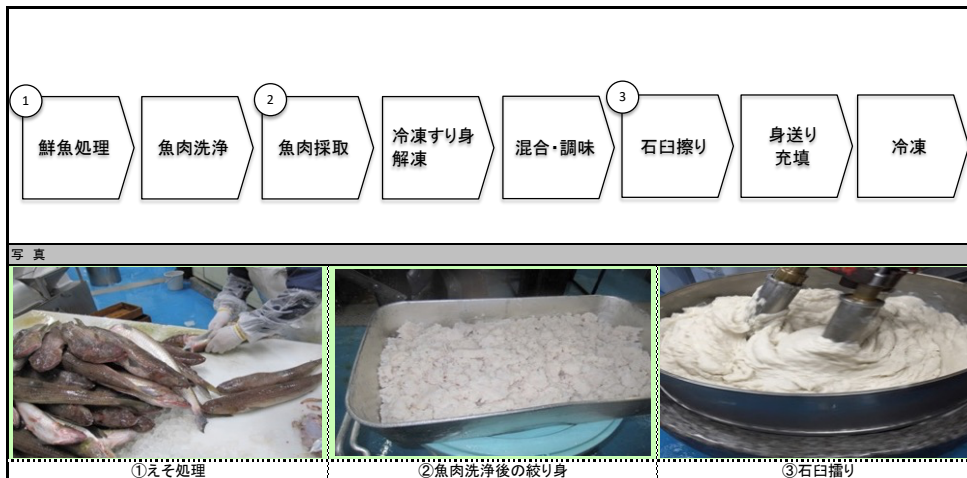 1
2
3
鮮魚処理
魚肉洗浄
魚肉採取
冷凍すり身
解凍
混合・調味
石臼擦り
身送り
充填
冷凍
写 真
①えそ処理
②魚肉洗浄後の絞り身
③石臼擂り